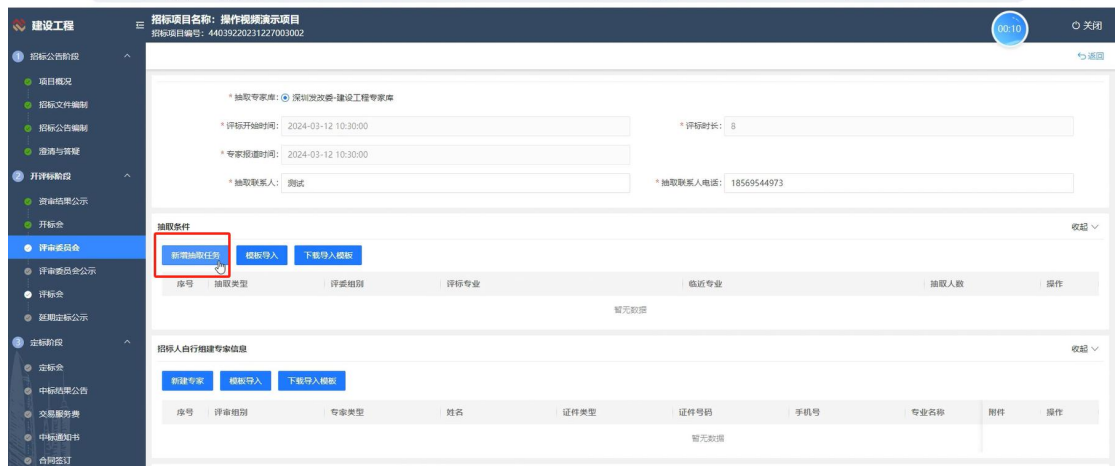 建设工程
招标项目名称：操作视频演示项目
招标项目编号：44039220231227003002
00:10
关闭
返回
1 招标公告阶段
项目概况
招标文件编制
招标公告编制
澄清与答疑
2 开评标阶段
资审结果公示
开标会
评审委员会
评审委员会公示
评标会
延期定标公示
3 定标阶段
定标会
中标结果公告
交易服务费
中标通知书
合同签订
* 抽取专家库： 深圳发改委-建设工程专家库
* 评标开始时间： 2024-03-12 10:30:00 * 评标时长： 8
* 专家报道时间： 2024-03-12 10:30:00
* 抽取联系人： 测试 * 抽取联系人电话： 18569544973
抽取条件 收起
新增抽取任务 模板导入 下载导入模板
序号 抽取类型 评委组别 评标专业 临近专业 抽取人数 操作
暂无数据
招标人自行组建专家信息 收起
新建专家 模板导入 下载导入模板
序号 评审组别 专家类型 姓名 证件类型 证件号码 手机号 专业名称 附件 操作
暂无数据